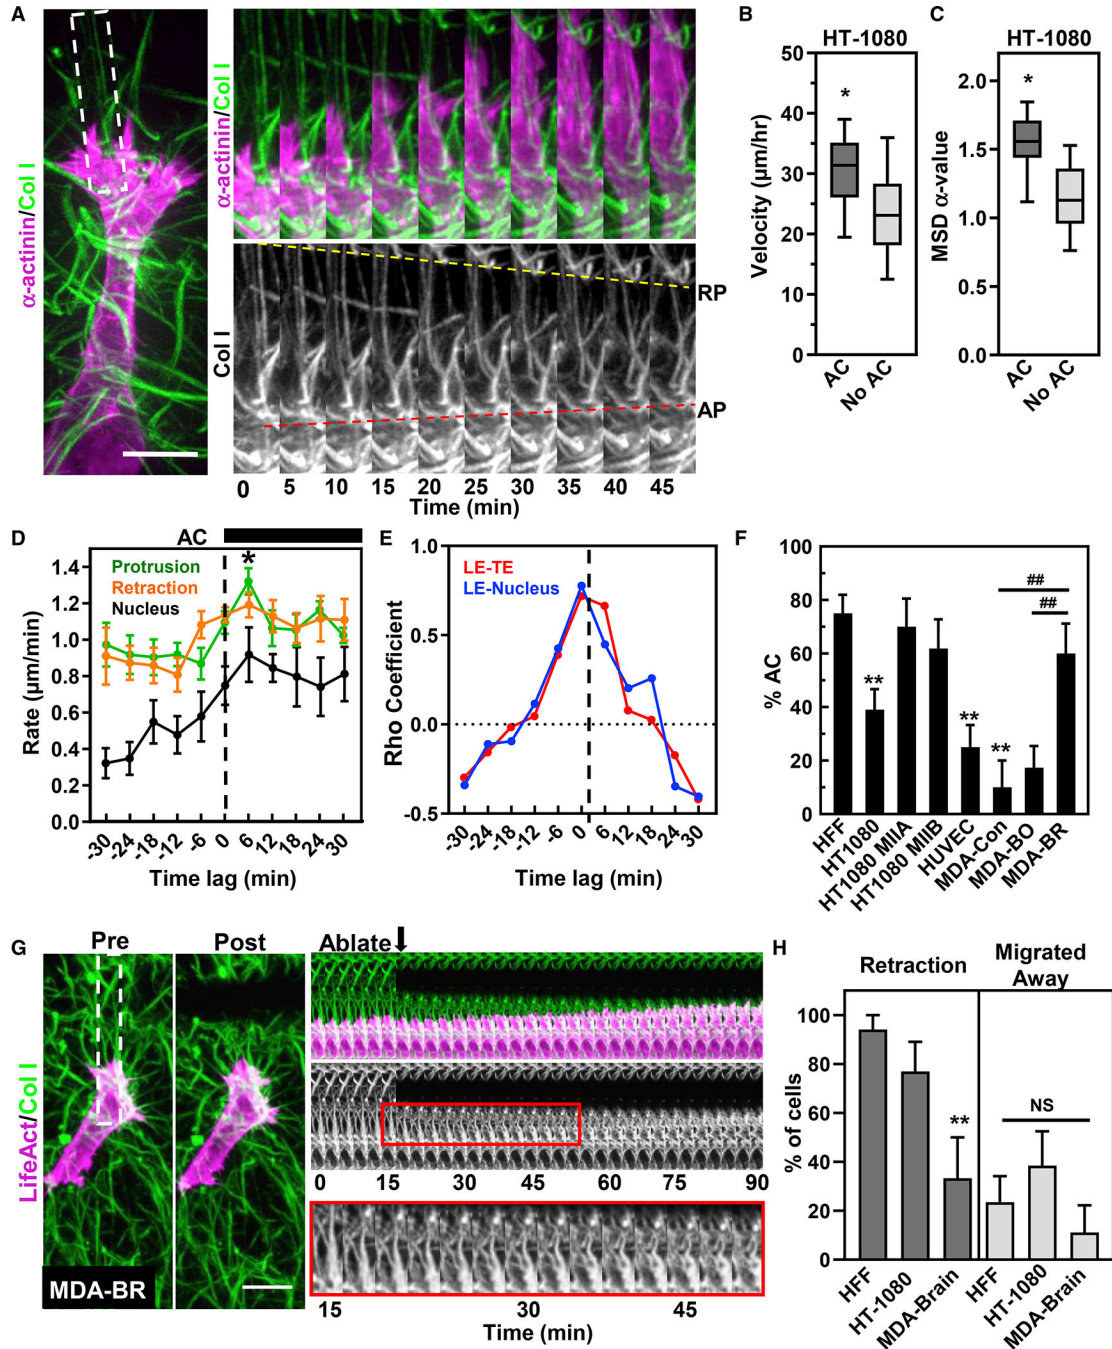 A
α-actinin/Col I
α-actinin/Col I
Col I
RP
AP
0 5 10 15 20 25 30 35 40 45
Time (min)
B
HT-1080
Velocity (μm/hr)
50
40
30
20
10
0
*
AC
No AC
C
HT-1080
MSD α-value
2.0
1.5
1.0
0.0
*
AC
No AC
D
AC
Protrusion
Retraction
Nucleus
*
Rate (μm/min)
1.4
1.2
1.0
0.8
0.6
0.4
0.2
0.0
-30 -24 -18 -12 -6 0 6 12 18 24 30
Time lag (min)
E
LE-TE
LE-Nucleus
Rho Coefficient
1.0
0.5
0.0
-0.5
-30 -24 -18 -12 -6 0 6 12 18 24 30
Time lag (min)
F
% AC
100
80
60
40
20
0
**
**
**
##
##
HFF
HT1080
HT1080 MIIA
HT1080 MIIB
HUVEC
MDA-Con
MDA-BO
MDA-BR
G
Pre
Post
LifeAct/Col I
MDA-BR
Ablate
0 15 30 45 60 75 90
15 30 45
Time (min)
H
Retraction
Migrated Away
% of cells
100
80
60
40
20
0
**
NS
HFF
HT-1080
MDA-Brain
HFF
HT-1080
MDA-Brain